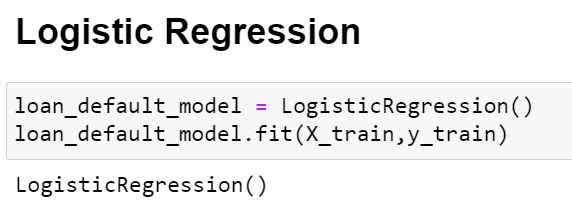 Logistic Regression
loan_default_model = LogisticRegression()
loan_default_model.fit(X_train,y_train)
LogisticRegression()